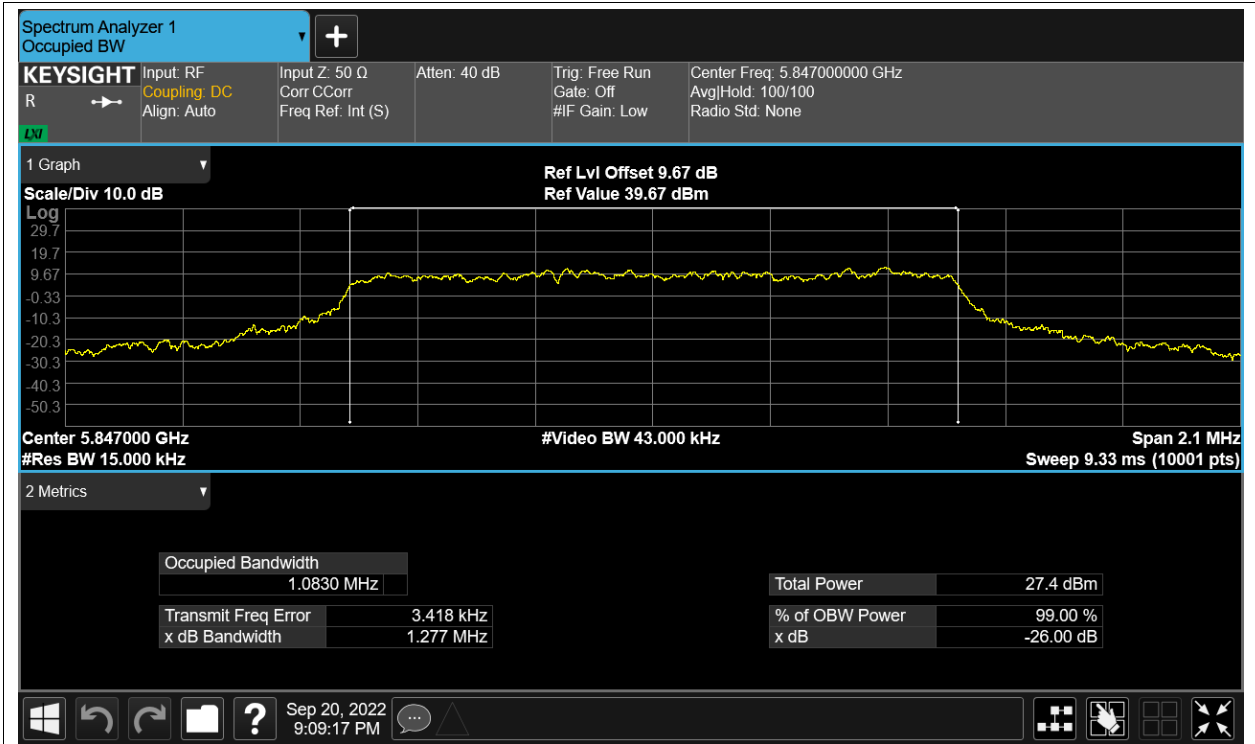 Spectrum Analyzer 1
Occupied BW
▼
+
KEYSIGHT
R
LXI
Input: RF
Coupling: DC
Align: Auto
Input Z: 50 Ω
Corr CCorr
Freq Ref: Int (S)
Atten: 40 dB
Trig: Free Run
Gate: Off
#IF Gain: Low
Center Freq: 5.847000000 GHz
Avg|Hold: 100/100
Radio Std: None
1 Graph ▼
Scale/Div 10.0 dB
Ref Lvl Offset 9.67 dB
Ref Value 39.67 dBm
Log
29.7
19.7
9.67
-0.33
-10.3
-20.3
-30.3
-40.3
-50.3
Center 5.847000 GHz
#Res BW 15.000 kHz
#Video BW 43.000 kHz
Span 2.1 MHz
Sweep 9.33 ms (10001 pts)
2 Metrics ▼
Occupied Bandwidth
1.0830 MHz
Transmit Freq Error 3.418 kHz
x dB Bandwidth 1.277 MHz
Total Power 27.4 dBm
% of OBW Power 99.00 %
x dB -26.00 dB
?
Sep 20, 2022
9:09:17 PM